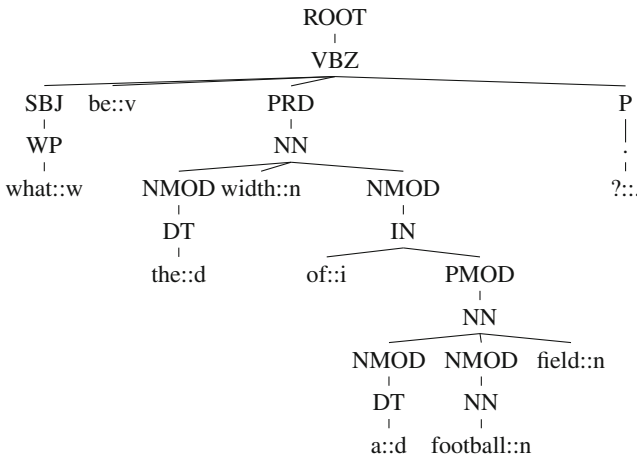 ROOT
VBZ
SBJ be::v PRD P
WP NN .
what::w NMOD width::n NMOD ?::.
DT IN
the::d of::i PMOD
NN
NMOD NMOD field::n
DT NN
a::d football::n